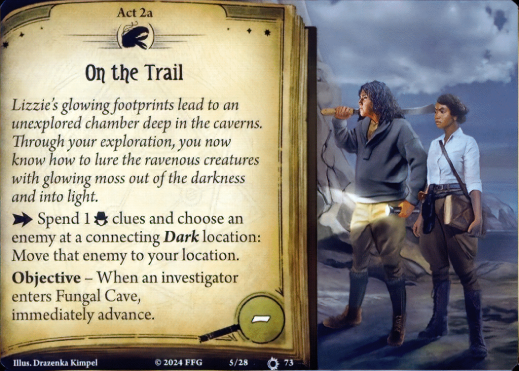 Act 2a
On the Trail
Lizzie's glowing footprints lead to an
unexplored chamber deep in the caverns.
Through your exploration, you now
know how to lure the ravenous creatures
with glowing moss out of the darkness
and into light.
Spend 1 clues and choose an
enemy at a connecting Dark location:
Move that enemy to your location.
Objective – When an investigator
enters Fungal Cave,
immediately advance.
–
Illus. Drazenka Kimpel
© 2024 FFG
5/28
73